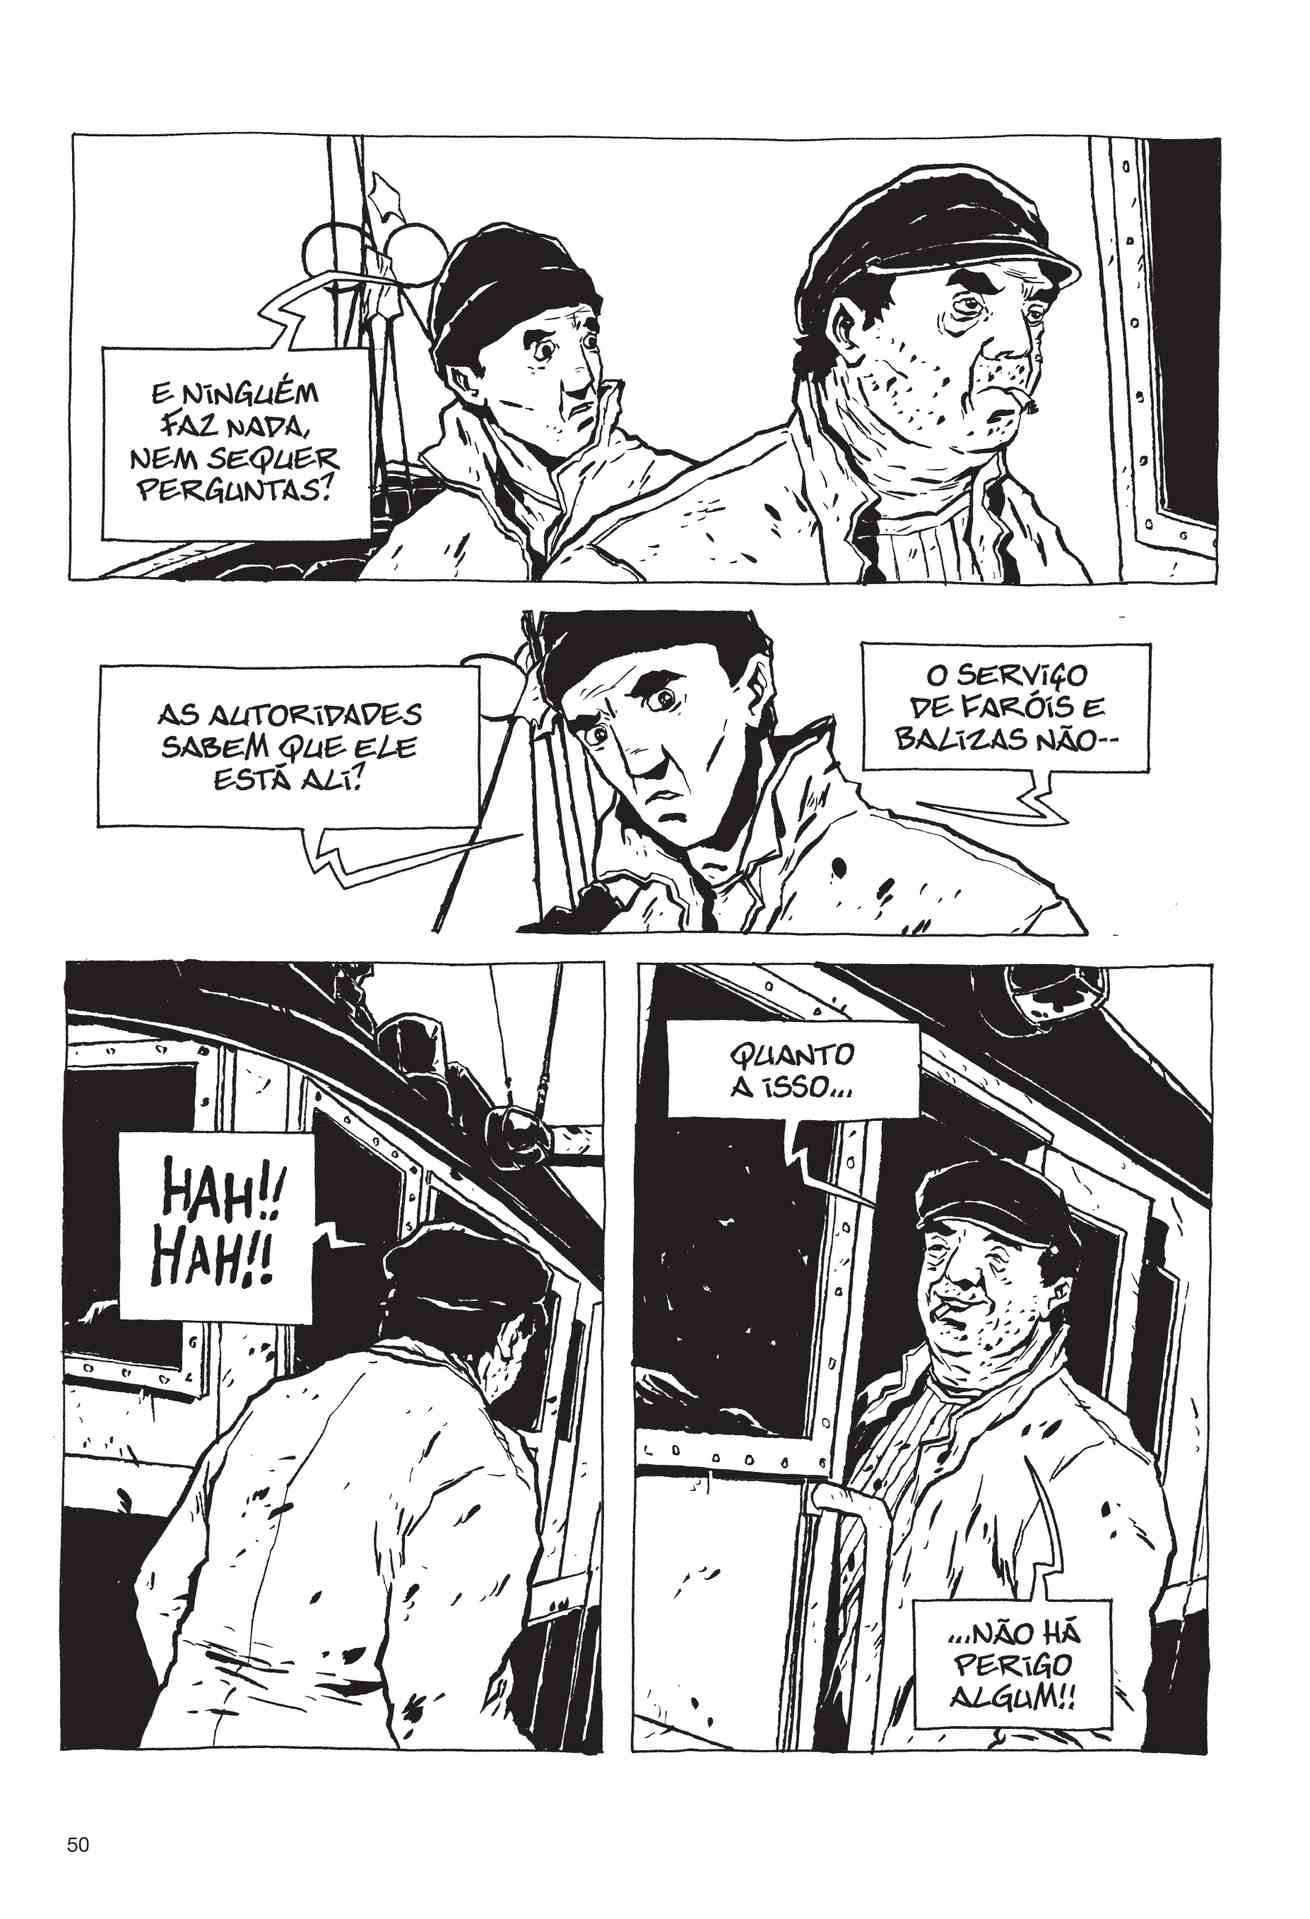 E NINGUÉM
FAZ NADA,
NEM SEQUER
PERGUNTAS?
AS AUTORIDADES
SABEM QUE ELE
ESTÁ ALI?
O SERVIÇO
DE FARÓIS E
BALIZAS NÃO--
HAH!!
HAH!!
QUANTO
A ISSO...
...NÃO HÁ
PERIGO
ALGUM!!
50